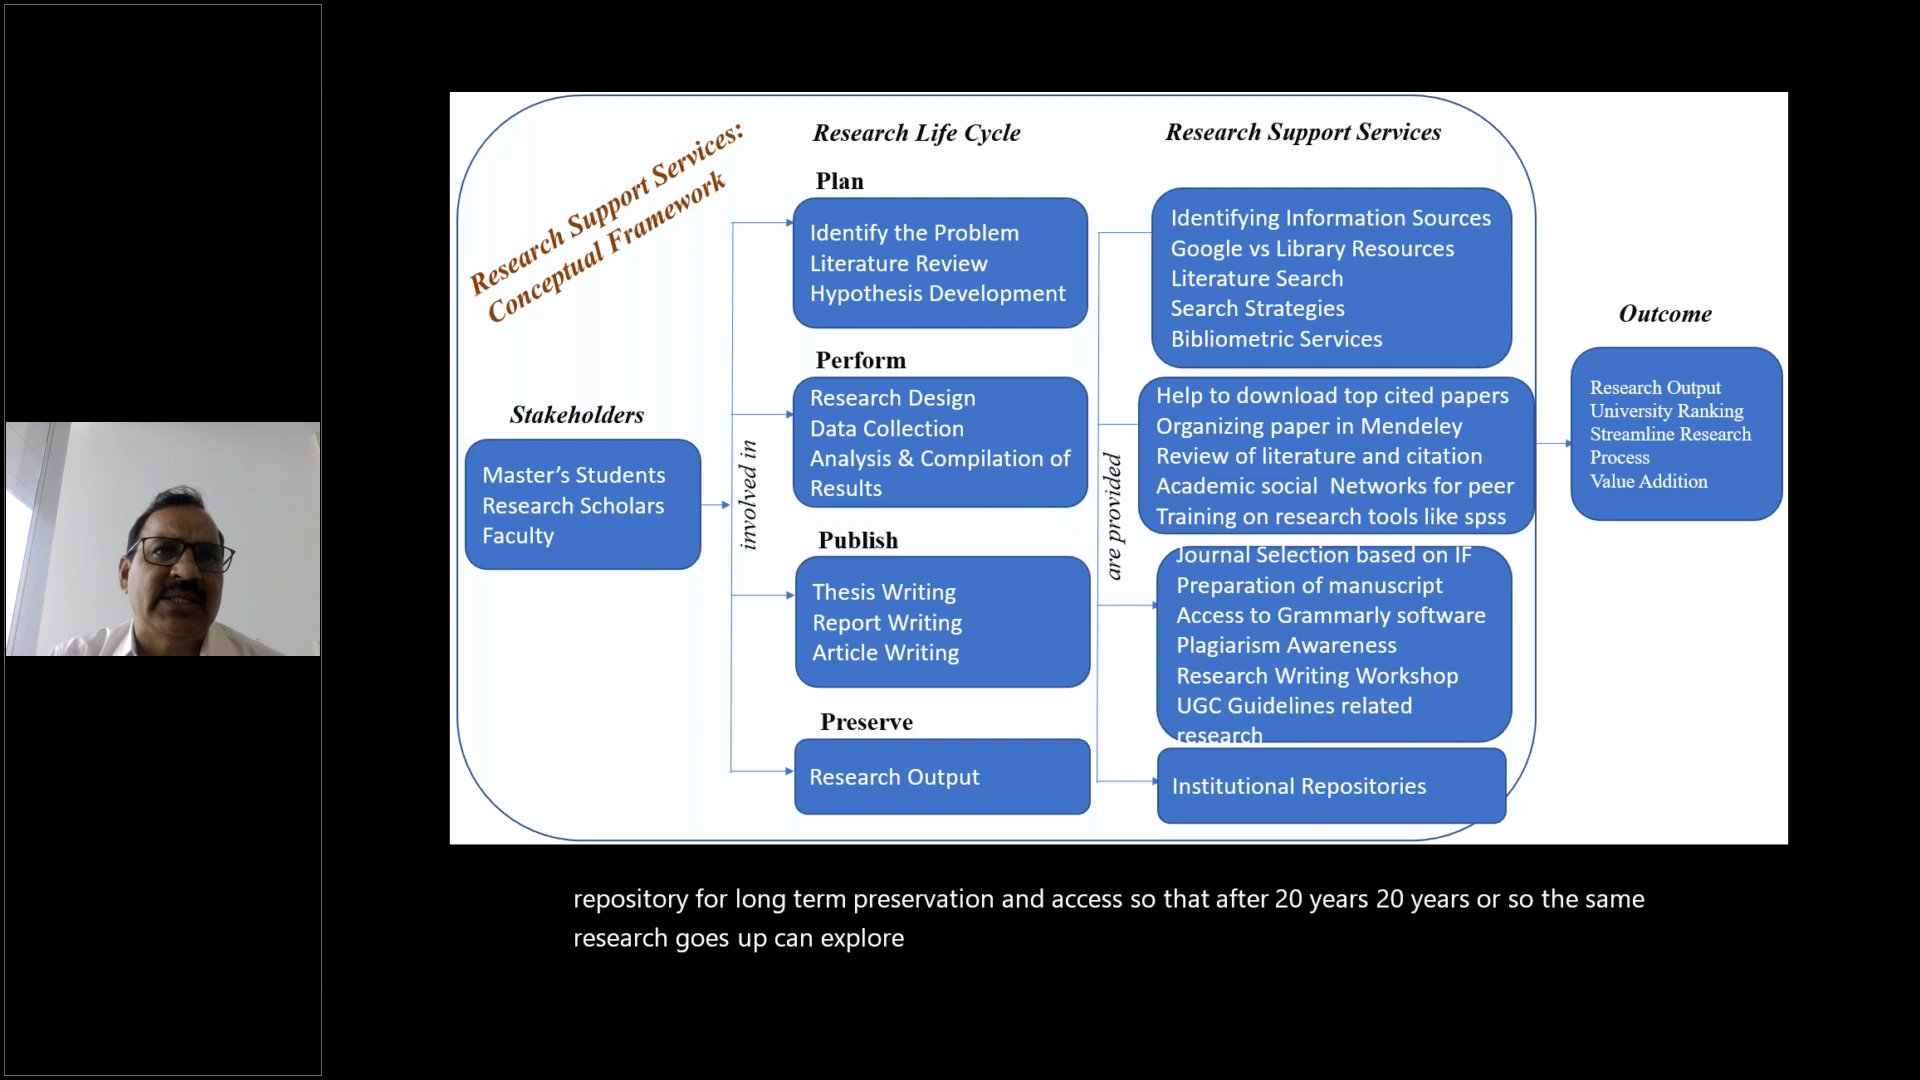 Research Support Services:
Conceptual Framework
Stakeholders
Master’s Students
Research Scholars
Faculty
involved in
Research Life Cycle
Plan
Identify the Problem
Literature Review
Hypothesis Development
Perform
Research Design
Data Collection
Analysis & Compilation of
Results
Publish
Thesis Writing
Report Writing
Article Writing
Preserve
Research Output
are provided
Research Support Services
Identifying Information Sources
Google vs Library Resources
Literature Search
Search Strategies
Bibliometric Services
Help to download top cited papers
Organizing paper in Mendeley
Review of literature and citation
Academic social  Networks for peer
Training on research tools like spss
Journal Selection based on IF
Preparation of manuscript
Access to Grammarly software
Plagiarism Awareness
Research Writing Workshop
UGC Guidelines related
research
Institutional Repositories
Outcome
Research Output
University Ranking
Streamline Research
Process
Value Addition
repository for long term preservation and access so that after 20 years 20 years or so the same
research goes up can explore